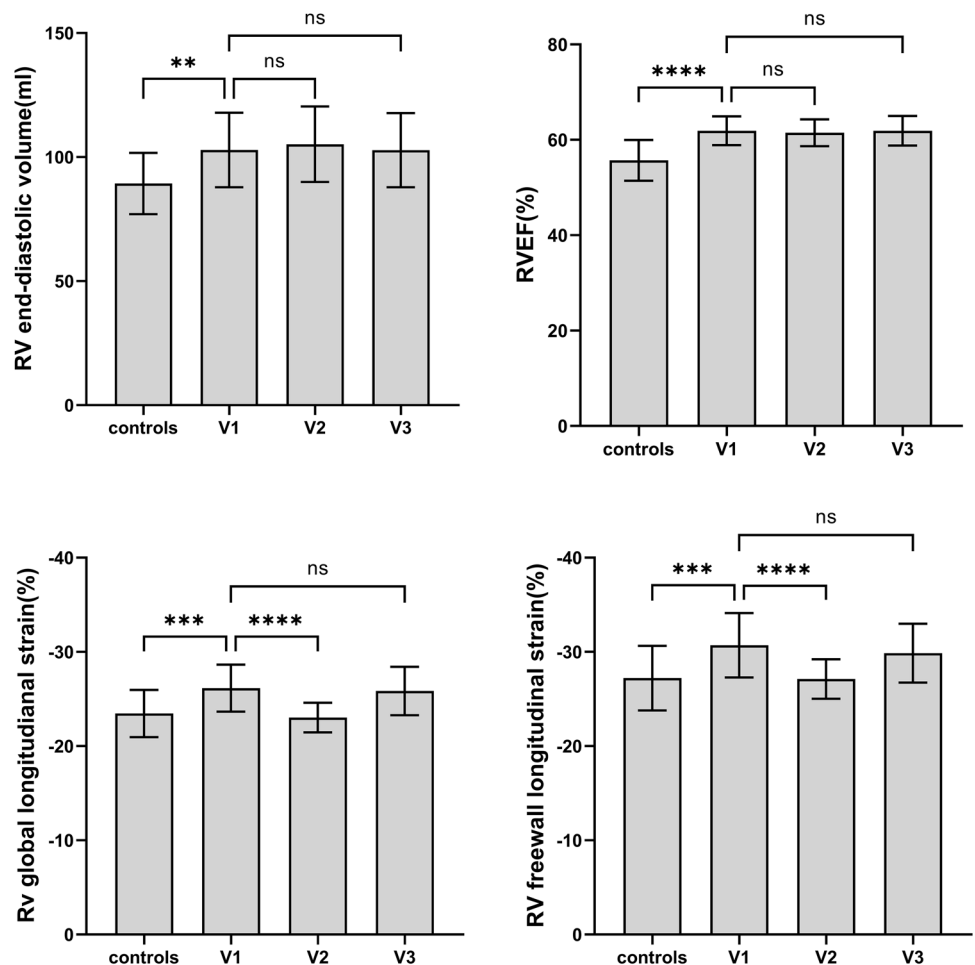 RV end-diastolic volume(ml)
150
100
50
0
ns
**
ns
controls V1 V2 V3
RVEF(%)
80
60
40
20
0
ns
****
ns
controls V1 V2 V3
Rv global longitudianal strain(%)
-40
-30
-20
-10
0
ns
***
****
controls V1 V2 V3
RV freewall longitudinal strain(%)
-40
-30
-20
-10
0
ns
***
****
controls V1 V2 V3